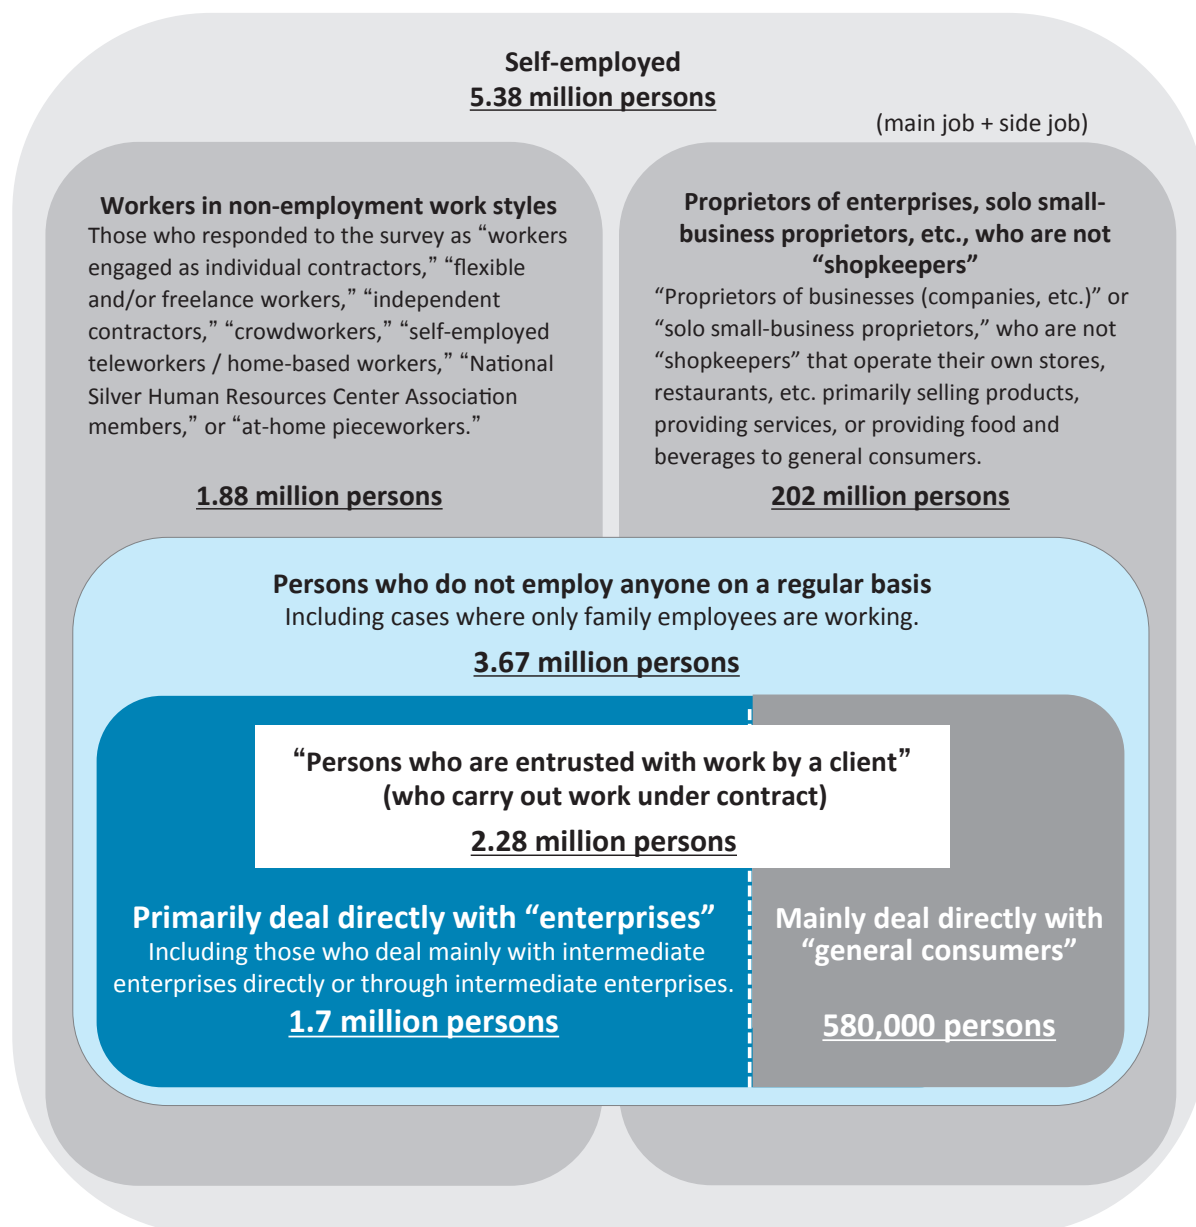 Self-employed
5.38 million persons
(main job + side job)
Workers in non-employment work styles
Those who responded to the survey as “workers
engaged as individual contractors,” “flexible
and/or freelance workers,” “independent
contractors,” “crowdworkers,” “self-employed
teleworkers / home-based workers,” “National
Silver Human Resources Center Association
members,” or “at-home pieceworkers.”
1.88 million persons
Proprietors of enterprises, solo small-
business proprietors, etc., who are not
“shopkeepers”
“Proprietors of businesses (companies, etc.)” or
“solo small-business proprietors,” who are not
“shopkeepers” that operate their own stores,
restaurants, etc. primarily selling products,
providing services, or providing food and
beverages to general consumers.
202 million persons
Persons who do not employ anyone on a regular basis
Including cases where only family employees are working.
3.67 million persons
“Persons who are entrusted with work by a client”
(who carry out work under contract)
2.28 million persons
Primarily deal directly with “enterprises”
Including those who deal mainly with intermediate
enterprises directly or through intermediate enterprises.
1.7 million persons
Mainly deal directly with
“general consumers”
580,000 persons